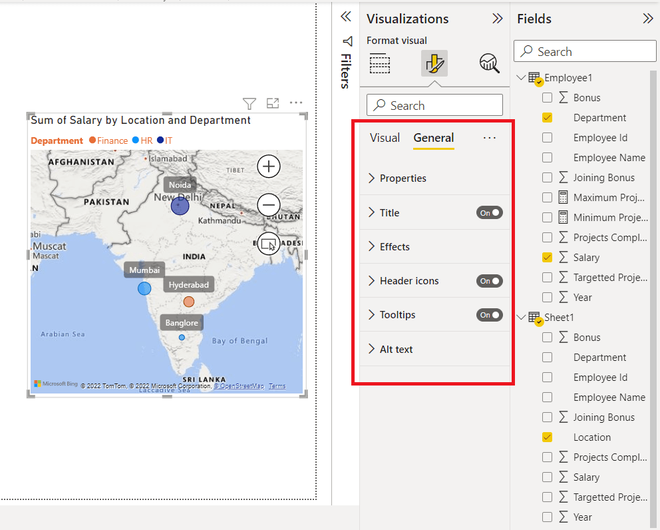 Sum of Salary by Location and Department
Department Finance HR IT
AFGHANISTAN
Islamabad
TIBET
PAKISTAN
Noida
New Delhi
NEPAL
BHUTAN
Kathmandu
Muscat
INDIA
Mumbai
Hyderabad
Banglore
Arabian Sea
Bay of Bengal
SRI LANKA
Microsoft Bing
© 2022 TomTom, © 2022 Microsoft Corporation, © OpenStreetMap Terms
Filters
Visualizations
Format visual
Search
Visual General
Properties
Title On
Effects
Header icons On
Tooltips On
Alt text
Fields
Search
Employee1
Bonus
Department
Employee Id
Employee Name
Joining Bonus
Maximum Proj...
Minimum Proje...
Projects Compl...
Salary
Targetted Proje...
Year
Sheet1
Bonus
Department
Employee Id
Employee Name
Joining Bonus
Location
Projects Compl...
Salary
Targetted Proje...
Year